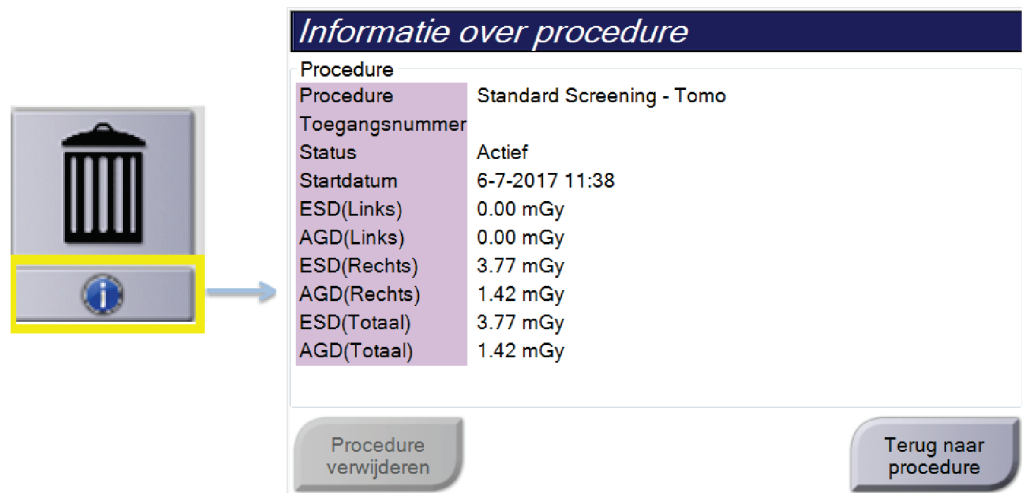 Informatie over procedure
Procedure
Procedure Standard Screening - Tomo
Toegangsnummer
Status Actief
Startdatum 6-7-2017 11:38
ESD(Links) 0.00 mGy
AGD(Links) 0.00 mGy
ESD(Rechts) 3.77 mGy
AGD(Rechts) 1.42 mGy
ESD(Totaal) 3.77 mGy
AGD(Totaal) 1.42 mGy
Procedure
verwijderen
Terug naar
procedure